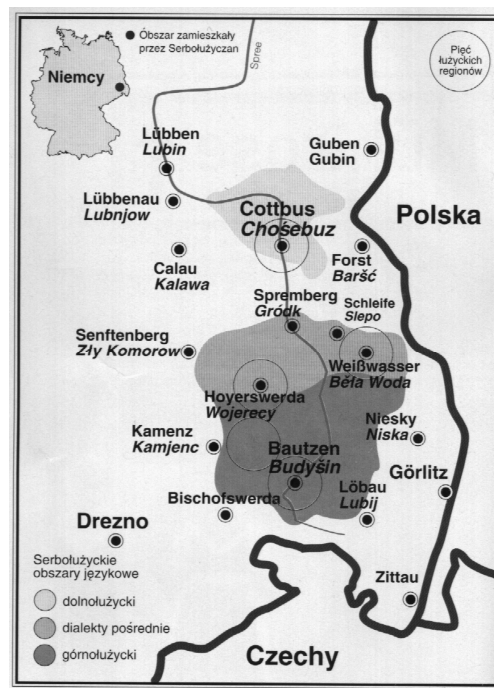 Obszar zamieszkały
przez Serbołużyczan
Niemcy
Spree
Pięć
łużyckich
regionów
Lübben
Lubin
Guben
Gubin
Lübbenau
Lubnjow
Cottbus
Chośebuz
Polska
Calau
Kalawa
Forst
Baršć
Spremberg
Gródk
Schleife
Slepo
Senftenberg
Zły Komorow
Weißwasser
Běła Woda
Hoyerswerda
Wojerecy
Niesky
Niska
Kamenz
Kamjenc
Bautzen
Budyšin
Görlitz
Bischofswerda
Löbau
Lubij
Drezno
Serbołużyckie
obszary językowe
dolnołużycki
dialekty pośrednie
górnołużycki
Zittau
Czechy